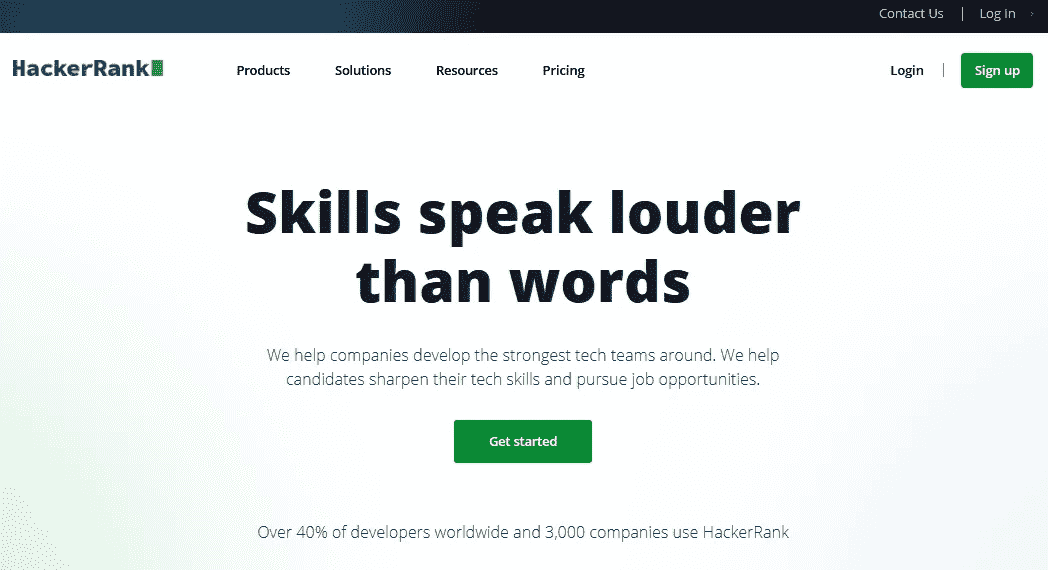 Contact Us | Log In ›
HackerRank Products Solutions Resources Pricing Login | Sign up
Skills speak louder
than words
We help companies develop the strongest tech teams around. We help
candidates sharpen their tech skills and pursue job opportunities.
Get started
Over 40% of developers worldwide and 3,000 companies use HackerRank